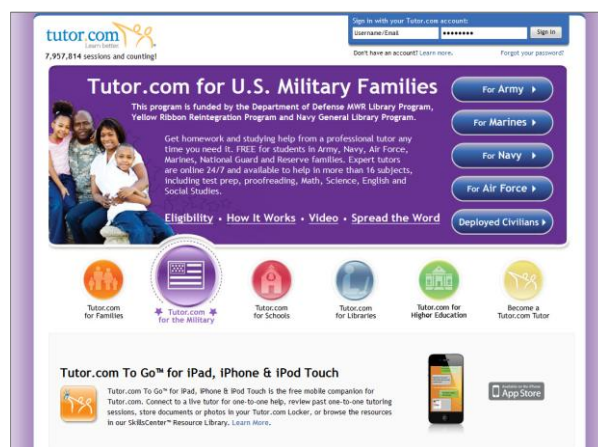 tutor.com
Learn better.
7,957,814 sessions and counting!
Sign in with your Tutor.com account:
Username/Email
••••••••
Sign In
Don't have an account? Learn more.
Forgot your password?
Tutor.com for U.S. Military Families
This program is funded by the Department of Defense MWR Library Program,
Yellow Ribbon Reintegration Program and Navy General Library Program.
Get homework and studying help from a professional tutor any
time you need it. FREE for students in Army, Navy, Air Force,
Marines, National Guard and Reserve families. Expert tutors
are online 24/7 and available to help in more than 16 subjects,
including test prep, proofreading, Math, Science, English and
Social Studies.
Eligibility • How It Works • Video • Spread the Word
For Army
For Marines
For Navy
For Air Force
Deployed Civilians
Tutor.com
for Families
Tutor.com
for the Military
Tutor.com
for Schools
Tutor.com
for Libraries
Tutor.com for
Higher Education
Become a
Tutor.com Tutor
Tutor.com To Go™ for iPad, iPhone & iPod Touch
Tutor.com To Go™ for iPad, iPhone & iPod Touch is the free mobile companion for
Tutor.com. Connect to a live tutor for one-to-one help, review past one-to-one tutoring
sessions, store documents or photos in your Tutor.com Locker, or browse the resources
in our SkillsCenter™ Resource Library. Learn More.
Available on the iPhone
App Store